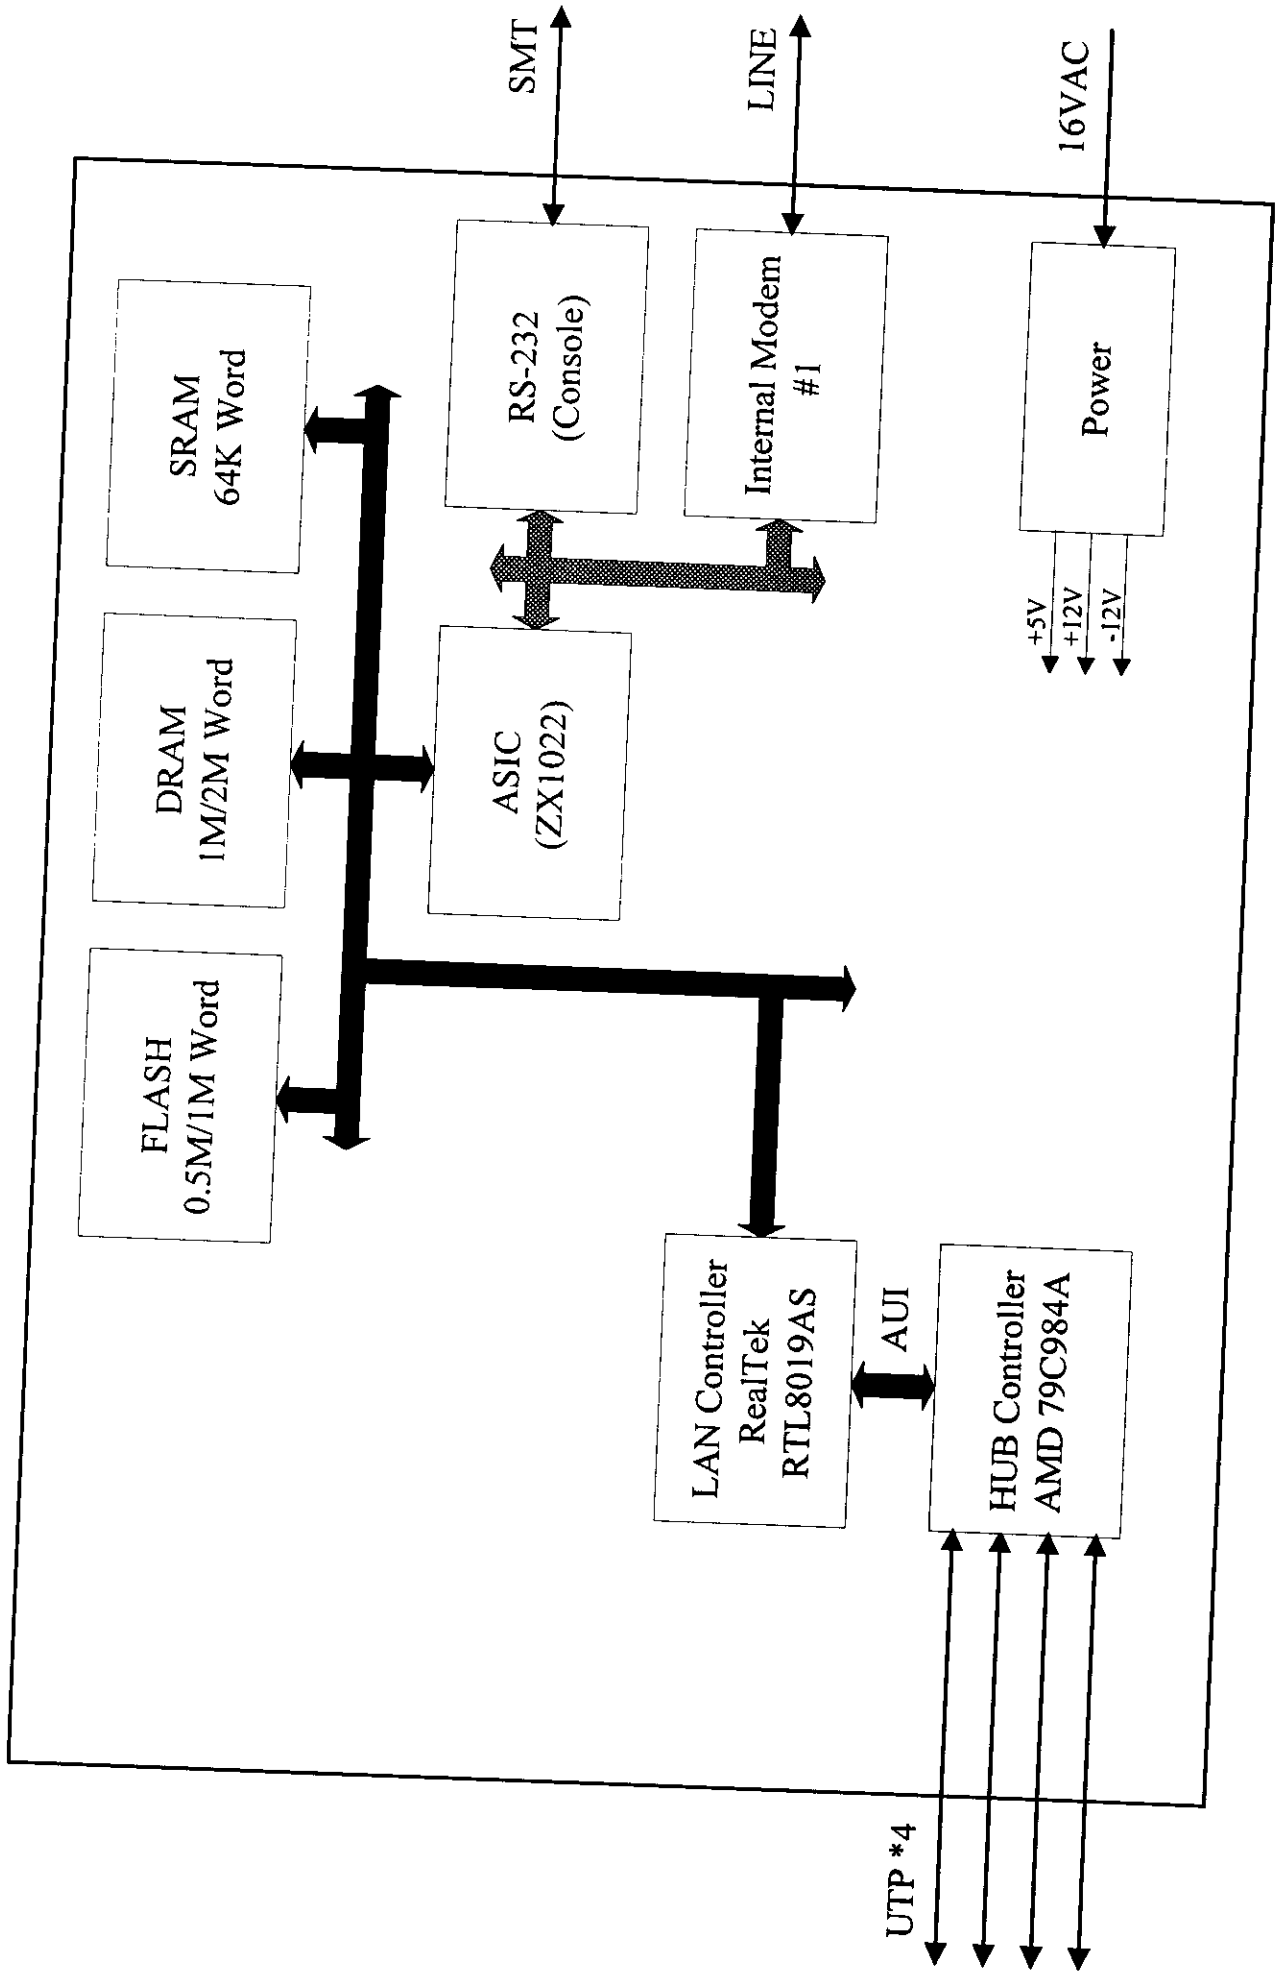 FLASH
0.5M/1M Word
DRAM
1M/2M Word
SRAM
64K Word
ASIC
(ZX1022)
RS-232
(Console)
SMT
LAN Controller
RealTek
RTL8019AS
Internal Modem
#1
LINE
AUI
UTP *4
HUB Controller
AMD 79C984A
+5V
+12V
-12V
Power
16VAC